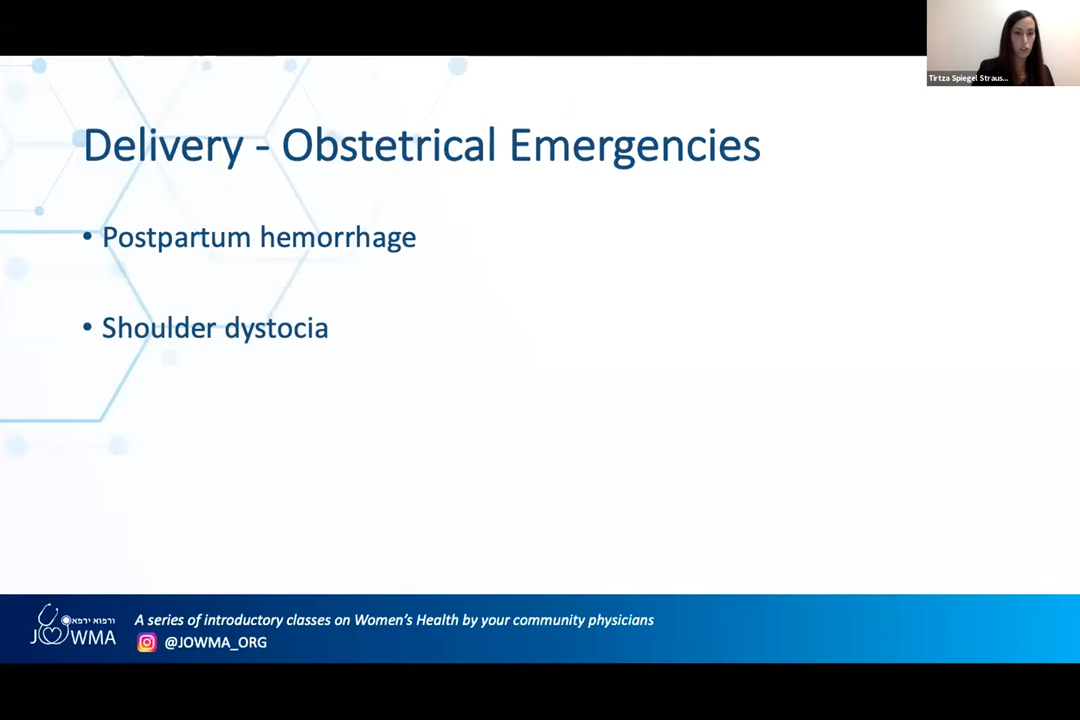 Tirtza Spiegel Straus...
Delivery - Obstetrical Emergencies
• Postpartum hemorrhage
• Shoulder dystocia
ורפוא ירפא
JOWMA
A series of introductory classes on Women's Health by your community physicians
@JOWMA_ORG